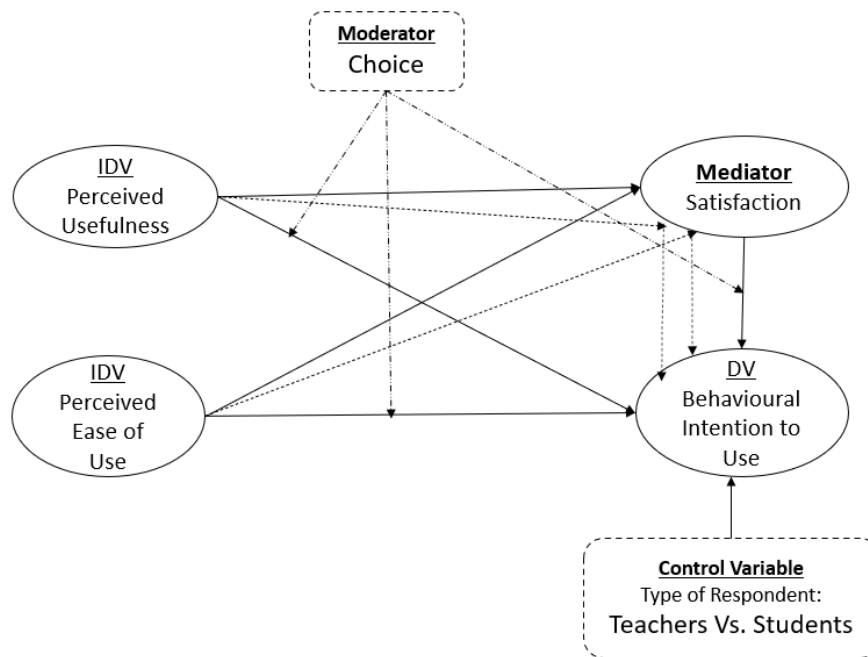 Moderator
Choice
IDV
Perceived
Usefulness
Mediator
Satisfaction
IDV
Perceived
Ease of
Use
DV
Behavioural
Intention to
Use
Control Variable
Type of Respondent:
Teachers Vs. Students